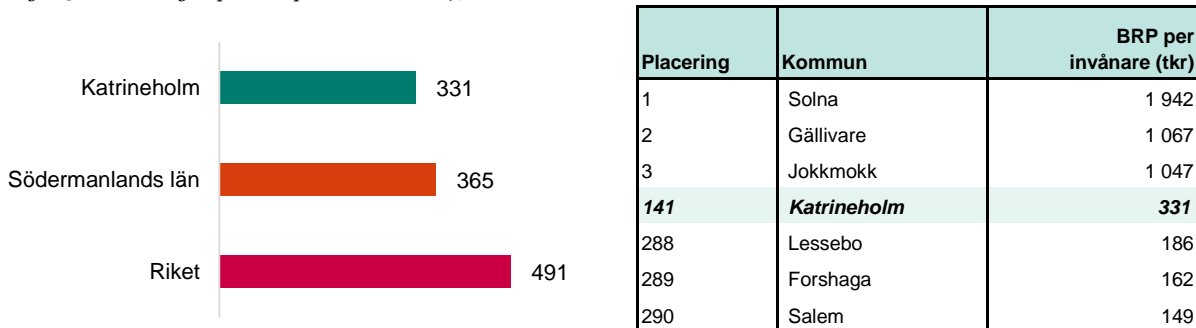 Katrineholm 331
Södermanlands län 365
Riket 491
Placering Kommun BRP per invånare (tkr)
1 Solna 1 942
2 Gällivare 1 067
3 Jokkmokk 1 047
141 Katrineholm 331
288 Lessebo 186
289 Forshaga 162
290 Salem 149